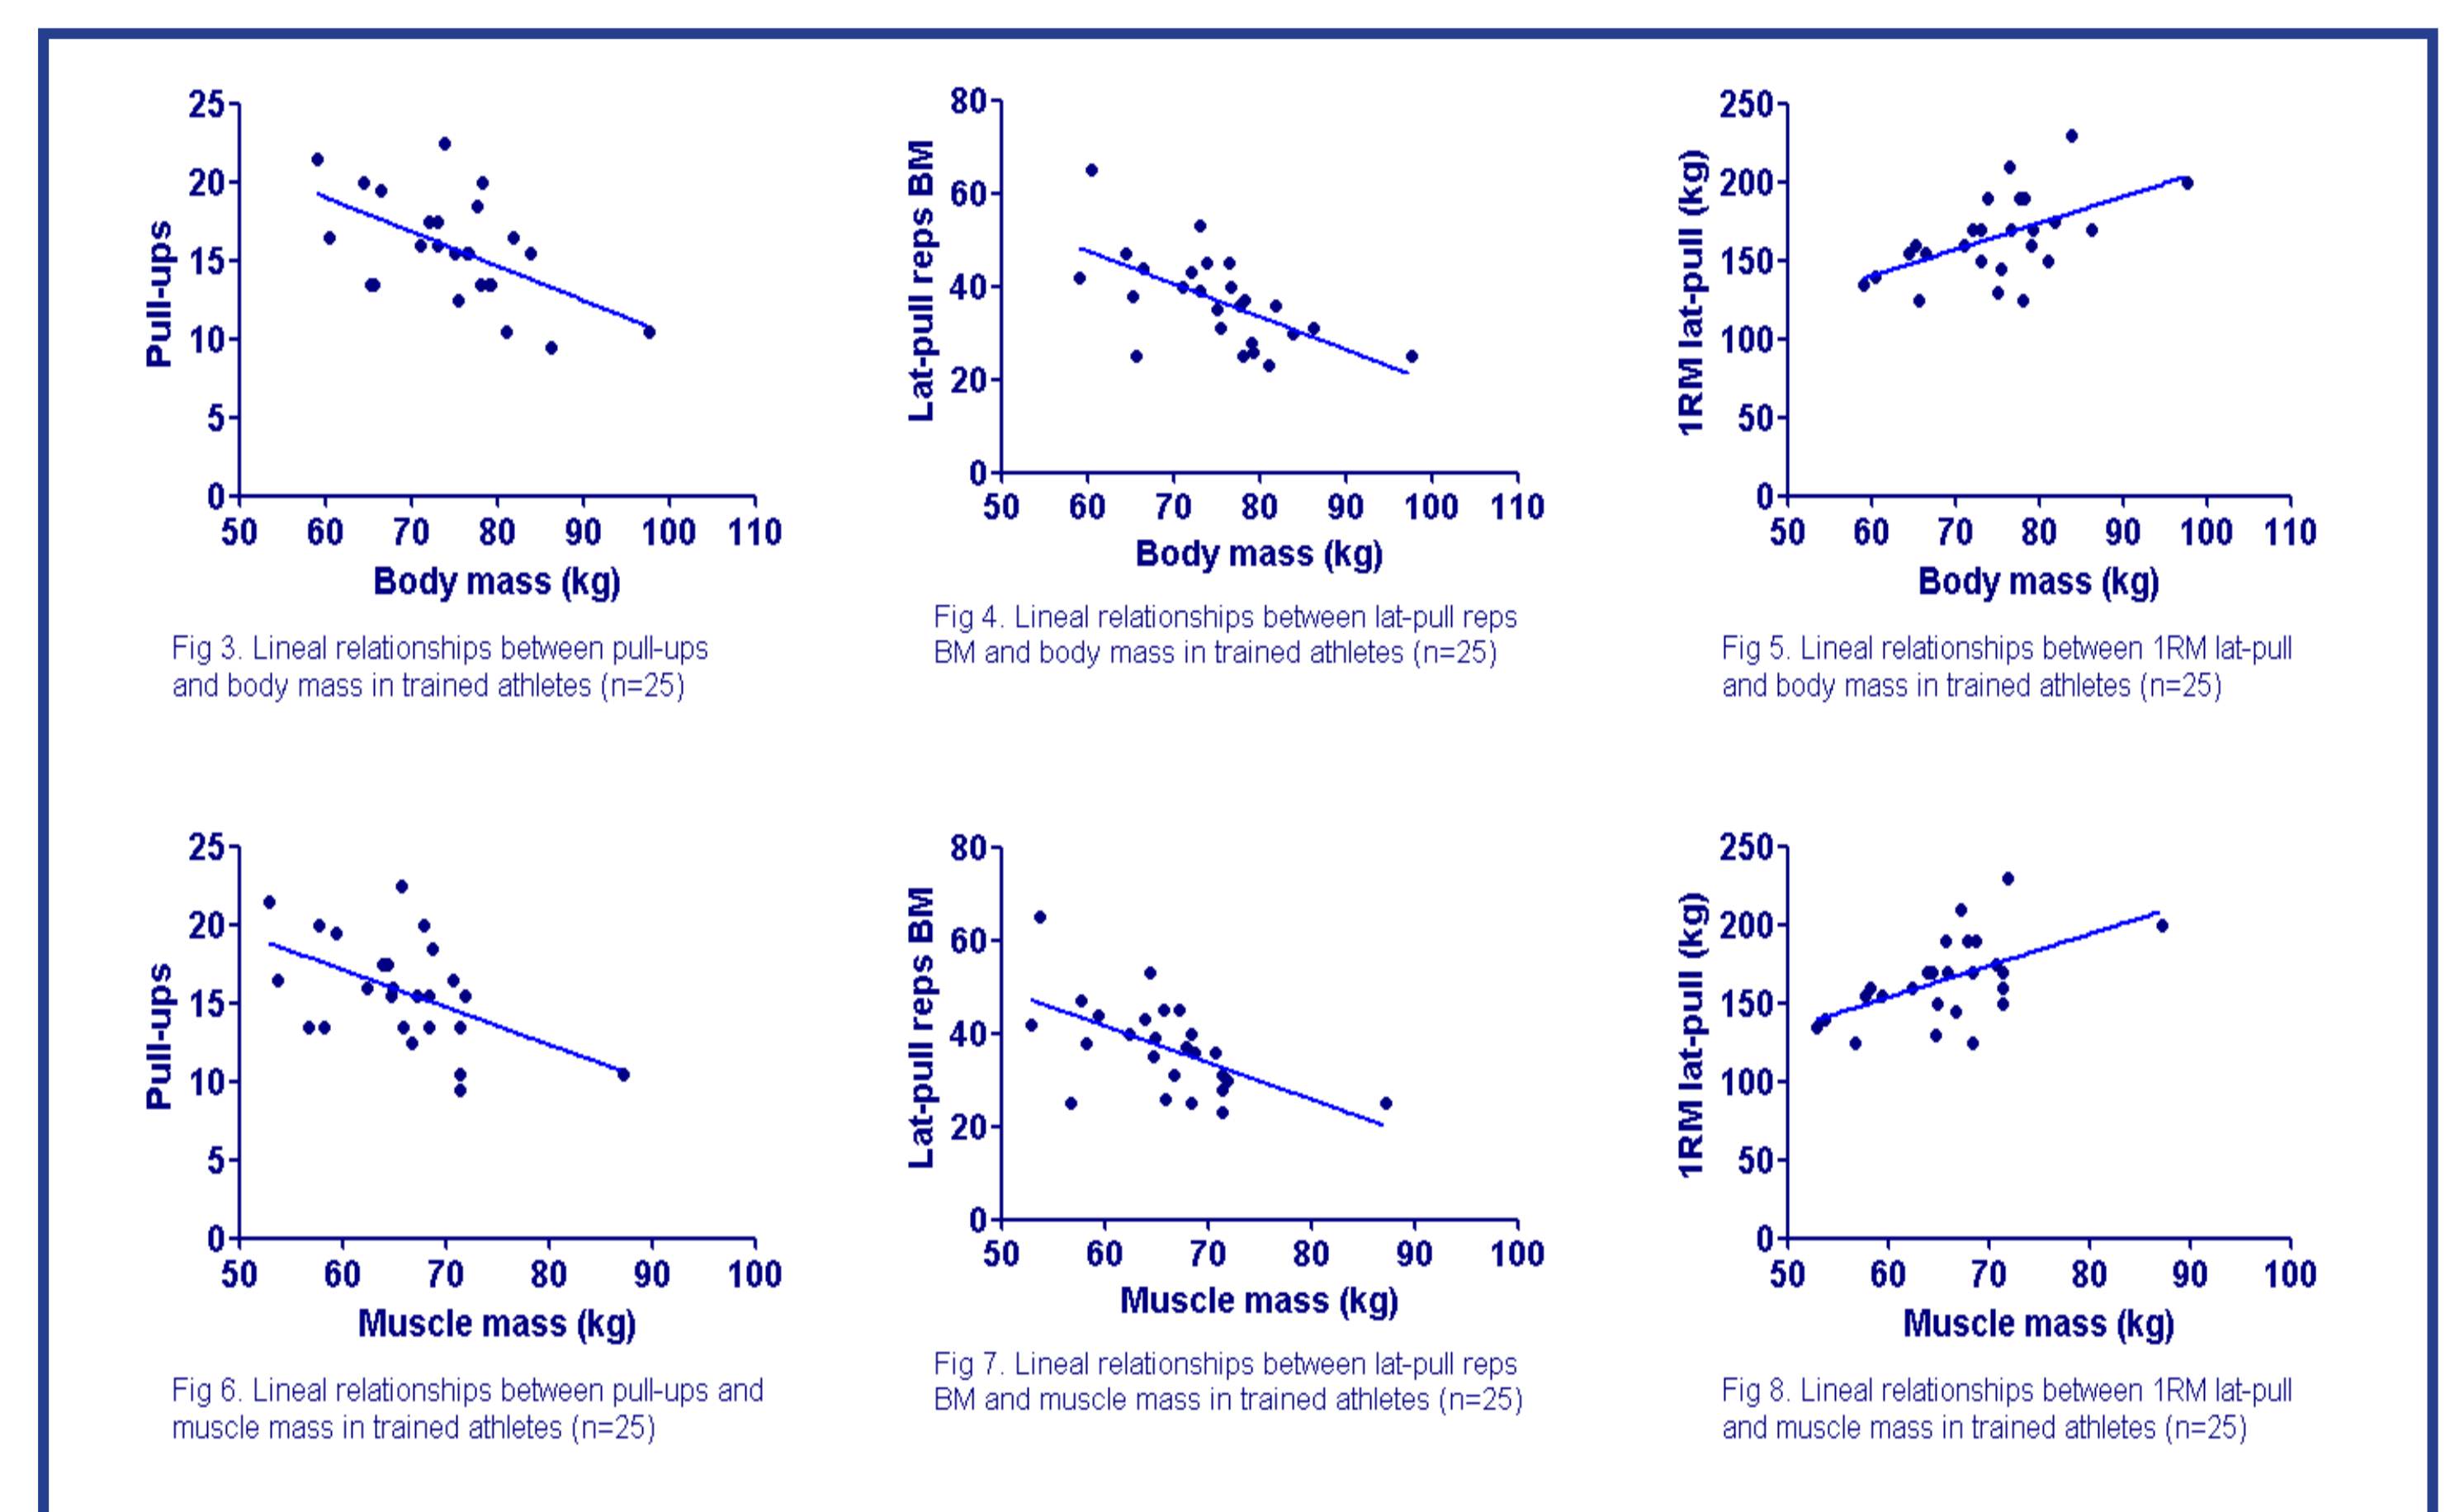 25
20
15
10
5
0
50 60 70 80 90 100 110
Pull-ups
Body mass (kg)
Fig 3. Lineal relationships between pull-ups
and body mass in trained athletes (n=25)
80
60
40
20
0
50 60 70 80 90 100 110
Lat-pull reps BM
Body mass (kg)
Fig 4. Lineal relationships between lat-pull reps
BM and body mass in trained athletes (n=25)
250
200
150
100
50
0
50 60 70 80 90 100 110
1RM lat-pull (kg)
Body mass (kg)
Fig 5. Lineal relationships between 1RM lat-pull
and body mass in trained athletes (n=25)
25
20
15
10
5
0
50 60 70 80 90 100
Pull-ups
Muscle mass (kg)
Fig 6. Lineal relationships between pull-ups and
muscle mass in trained athletes (n=25)
80
60
40
20
0
50 60 70 80 90 100
Lat-pull reps BM
Muscle mass (kg)
Fig 7. Lineal relationships between lat-pull reps
BM and muscle mass in trained athletes (n=25)
250
200
150
100
50
0
50 60 70 80 90 100
1RM lat-pull (kg)
Muscle mass (kg)
Fig 8. Lineal relationships between 1RM lat-pull
and muscle mass in trained athletes (n=25)